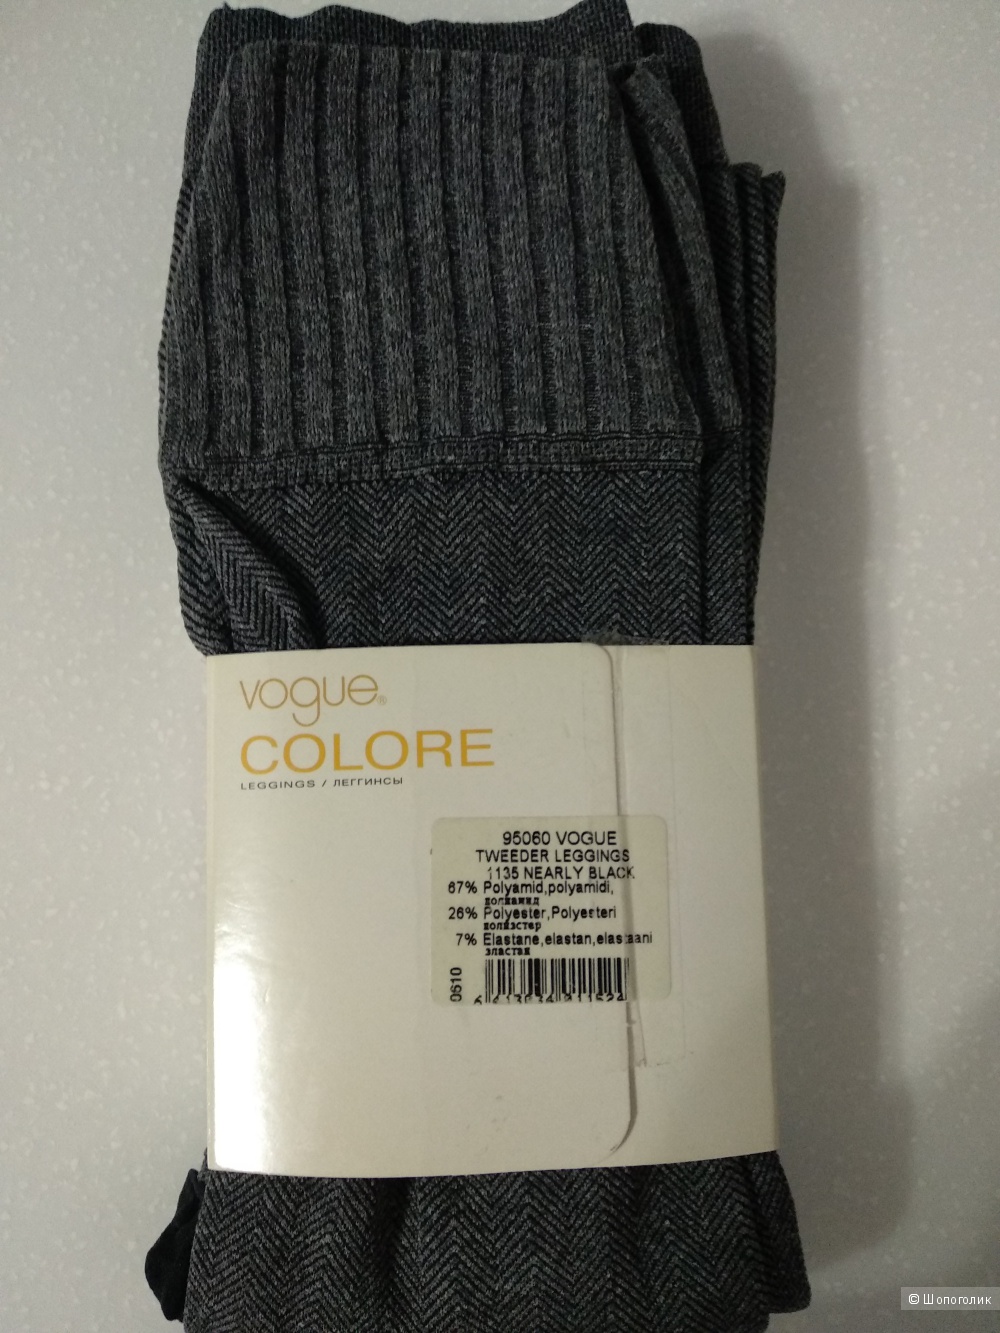 vogue®
COLORE
LEGGINGS / ЛЕГГИНСЫ
95060 VOGUE
TWEEDER LEGGINGS
1135 NEARLY BLACK
67% Polyamid,polyamidi,
полиамид
26% Polyester,Polyesteri
полиэстер
7% Elastane,elastan,elastaani
эластан
0610
© Шопоголик